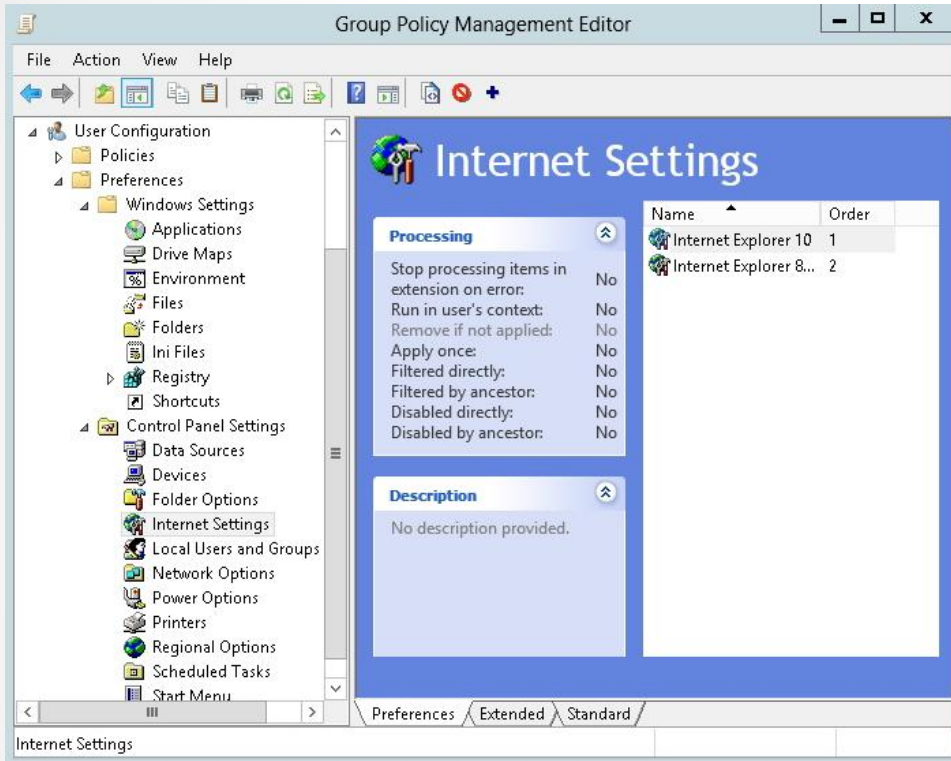 Group Policy Management Editor
File Action View Help
User Configuration
Policies
Preferences
Windows Settings
Applications
Drive Maps
Environment
Files
Folders
Ini Files
Registry
Shortcuts
Control Panel Settings
Data Sources
Devices
Folder Options
Internet Settings
Local Users and Groups
Network Options
Power Options
Printers
Regional Options
Scheduled Tasks
Start Menu
Internet Settings
Processing
Stop processing items in
extension on error: No
Run in user's context: No
Remove if not applied: No
Apply once: No
Filtered directly: No
Filtered by ancestor: No
Disabled directly: No
Disabled by ancestor: No
Description
No description provided.
Name Order
Internet Explorer 10 1
Internet Explorer 8... 2
Preferences Extended Standard
Internet Settings